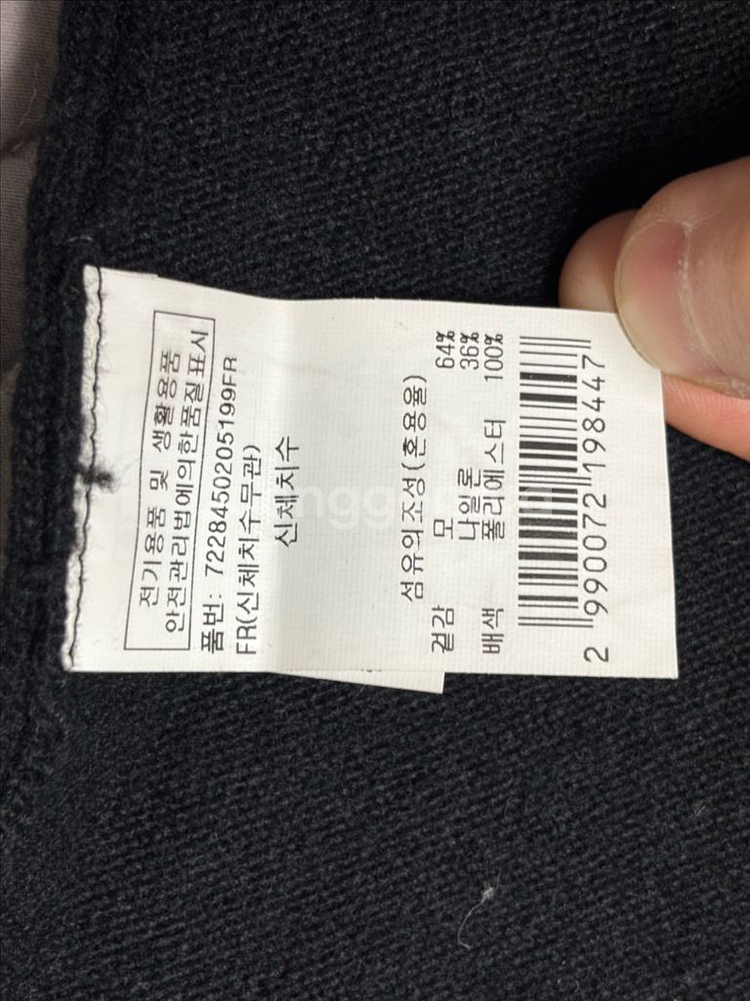 전기용품 및 생활용품
안전관리법에의한품질표시
품번: 7228450205199FR
FR(신체치수무관)
신체치수
섬유의조성(혼용율)
겉감 모 64%
나일론 36%
배색 폴리에스터 100%
2 990072 198447